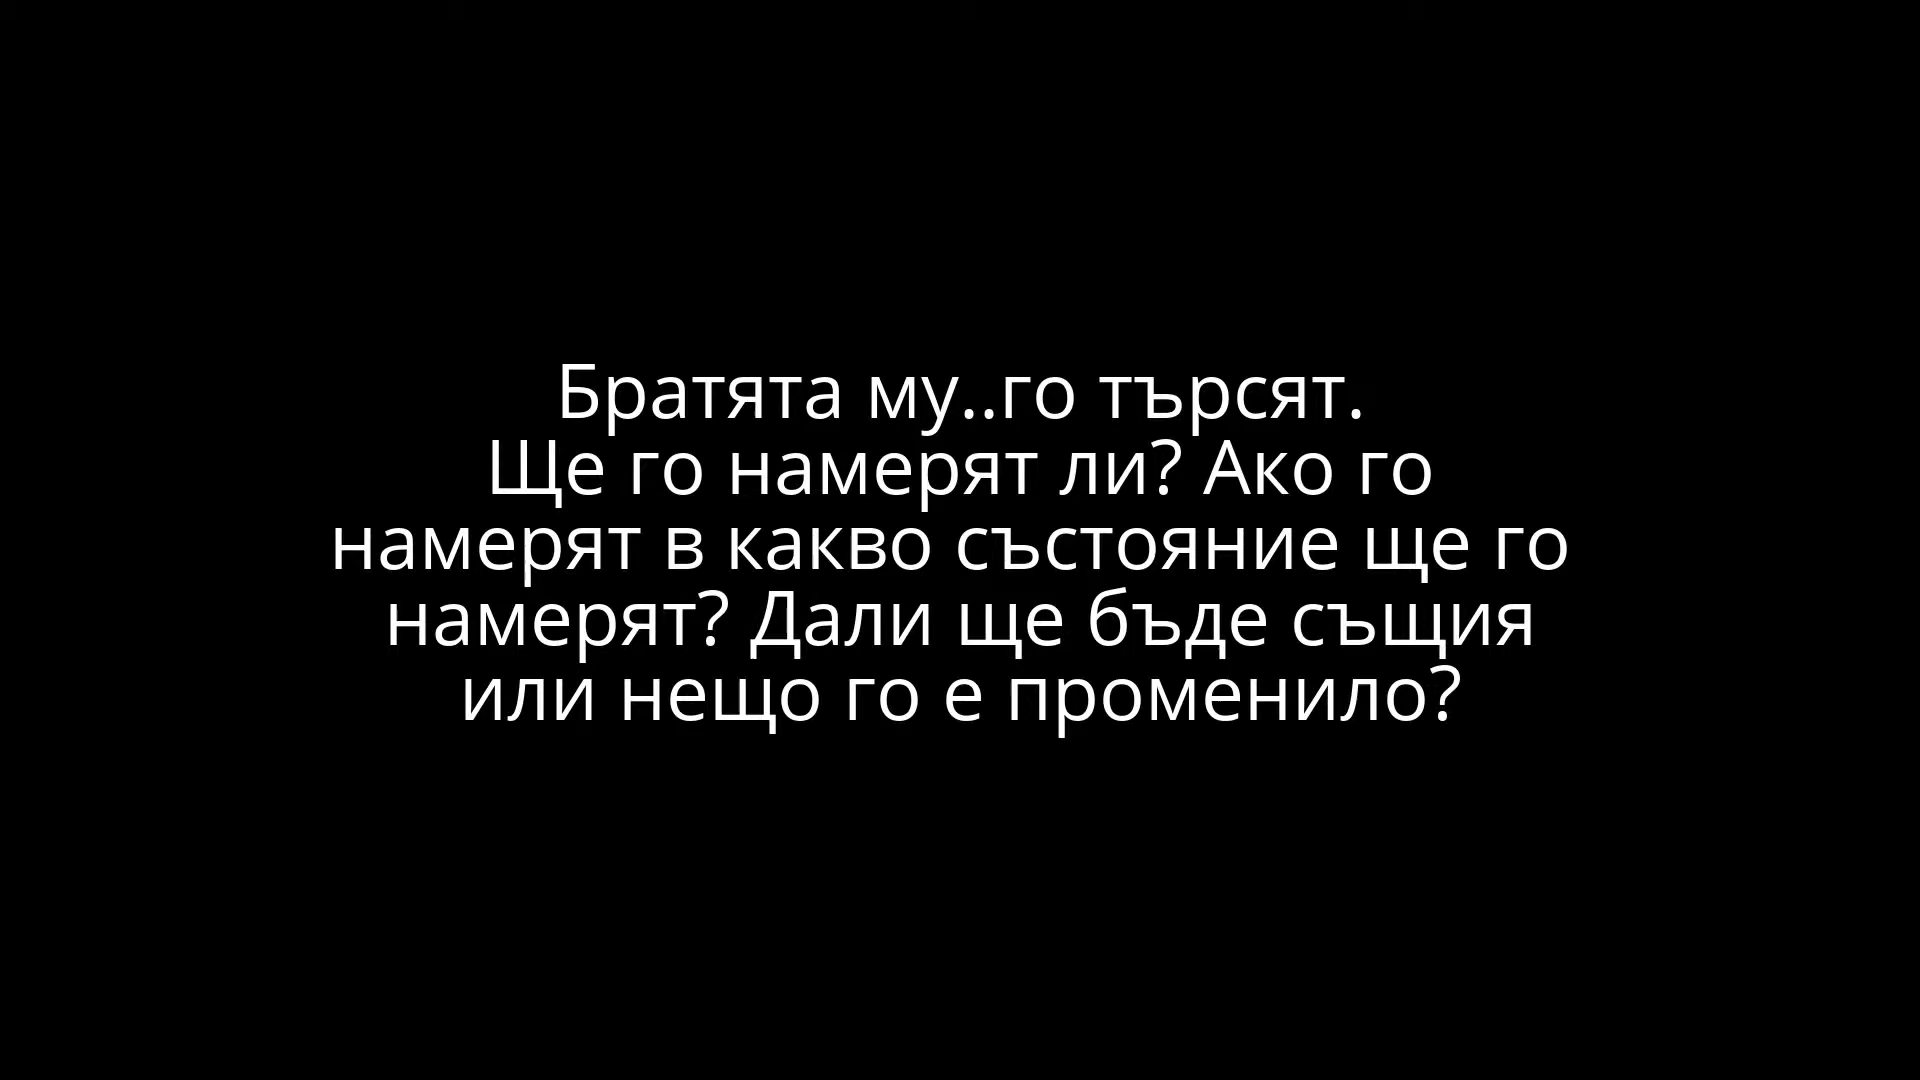 Братята му..го търсят.
Ще го намерят ли? Ако го
намерят в какво състояние ще го
намерят? Дали ще бъде същия
или нещо го е променило?